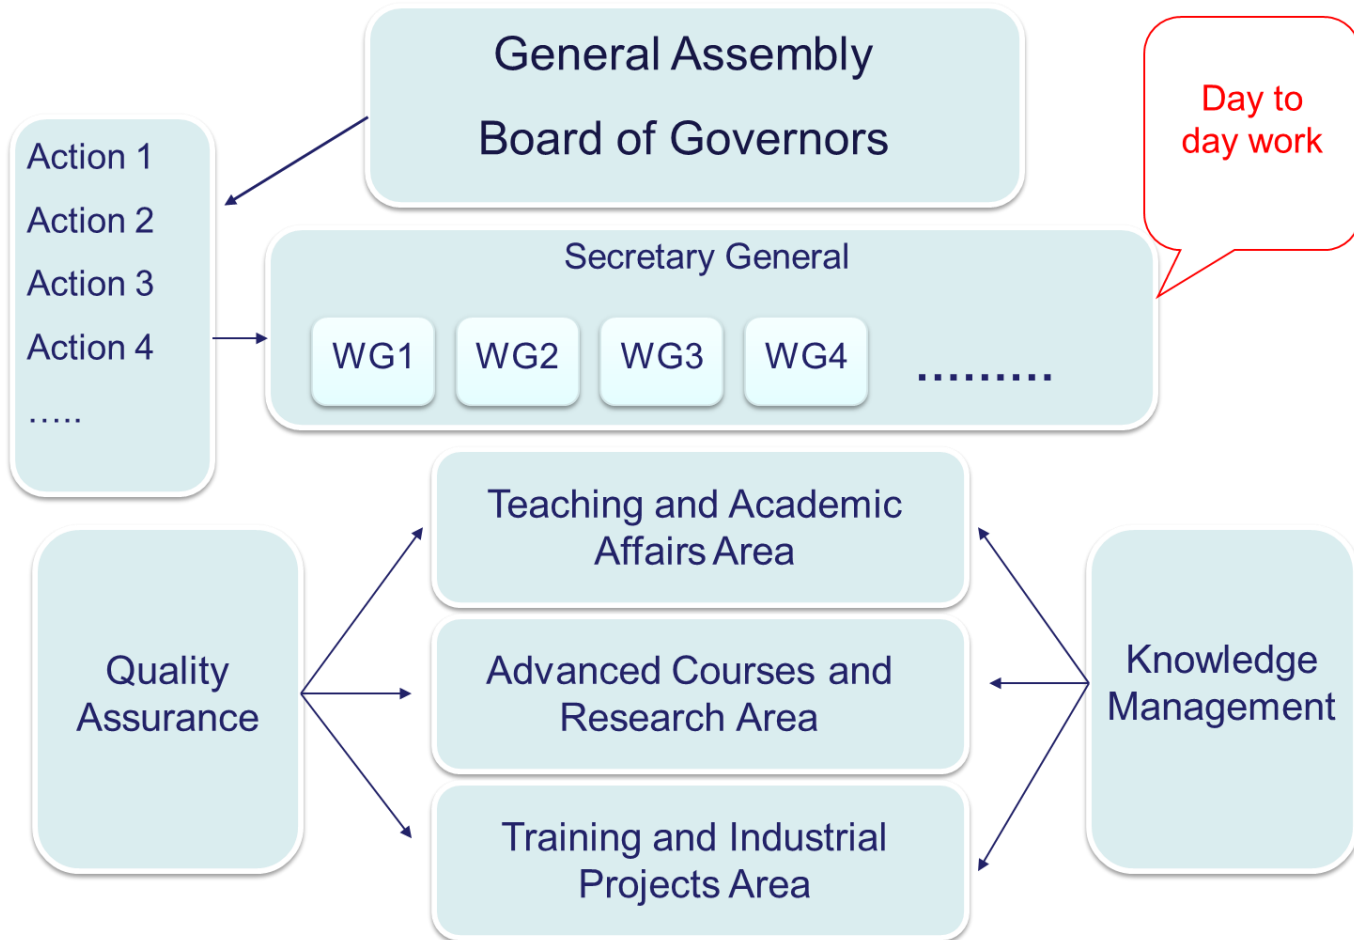 General Assembly
Board of Governors
Day to
day work
Action 1
Action 2
Action 3
Action 4
.....
Secretary General
WG1
WG2
WG3
WG4
.........
Teaching and Academic
Affairs Area
Quality
Assurance
Advanced Courses and
Research Area
Knowledge
Management
Training and Industrial
Projects Area